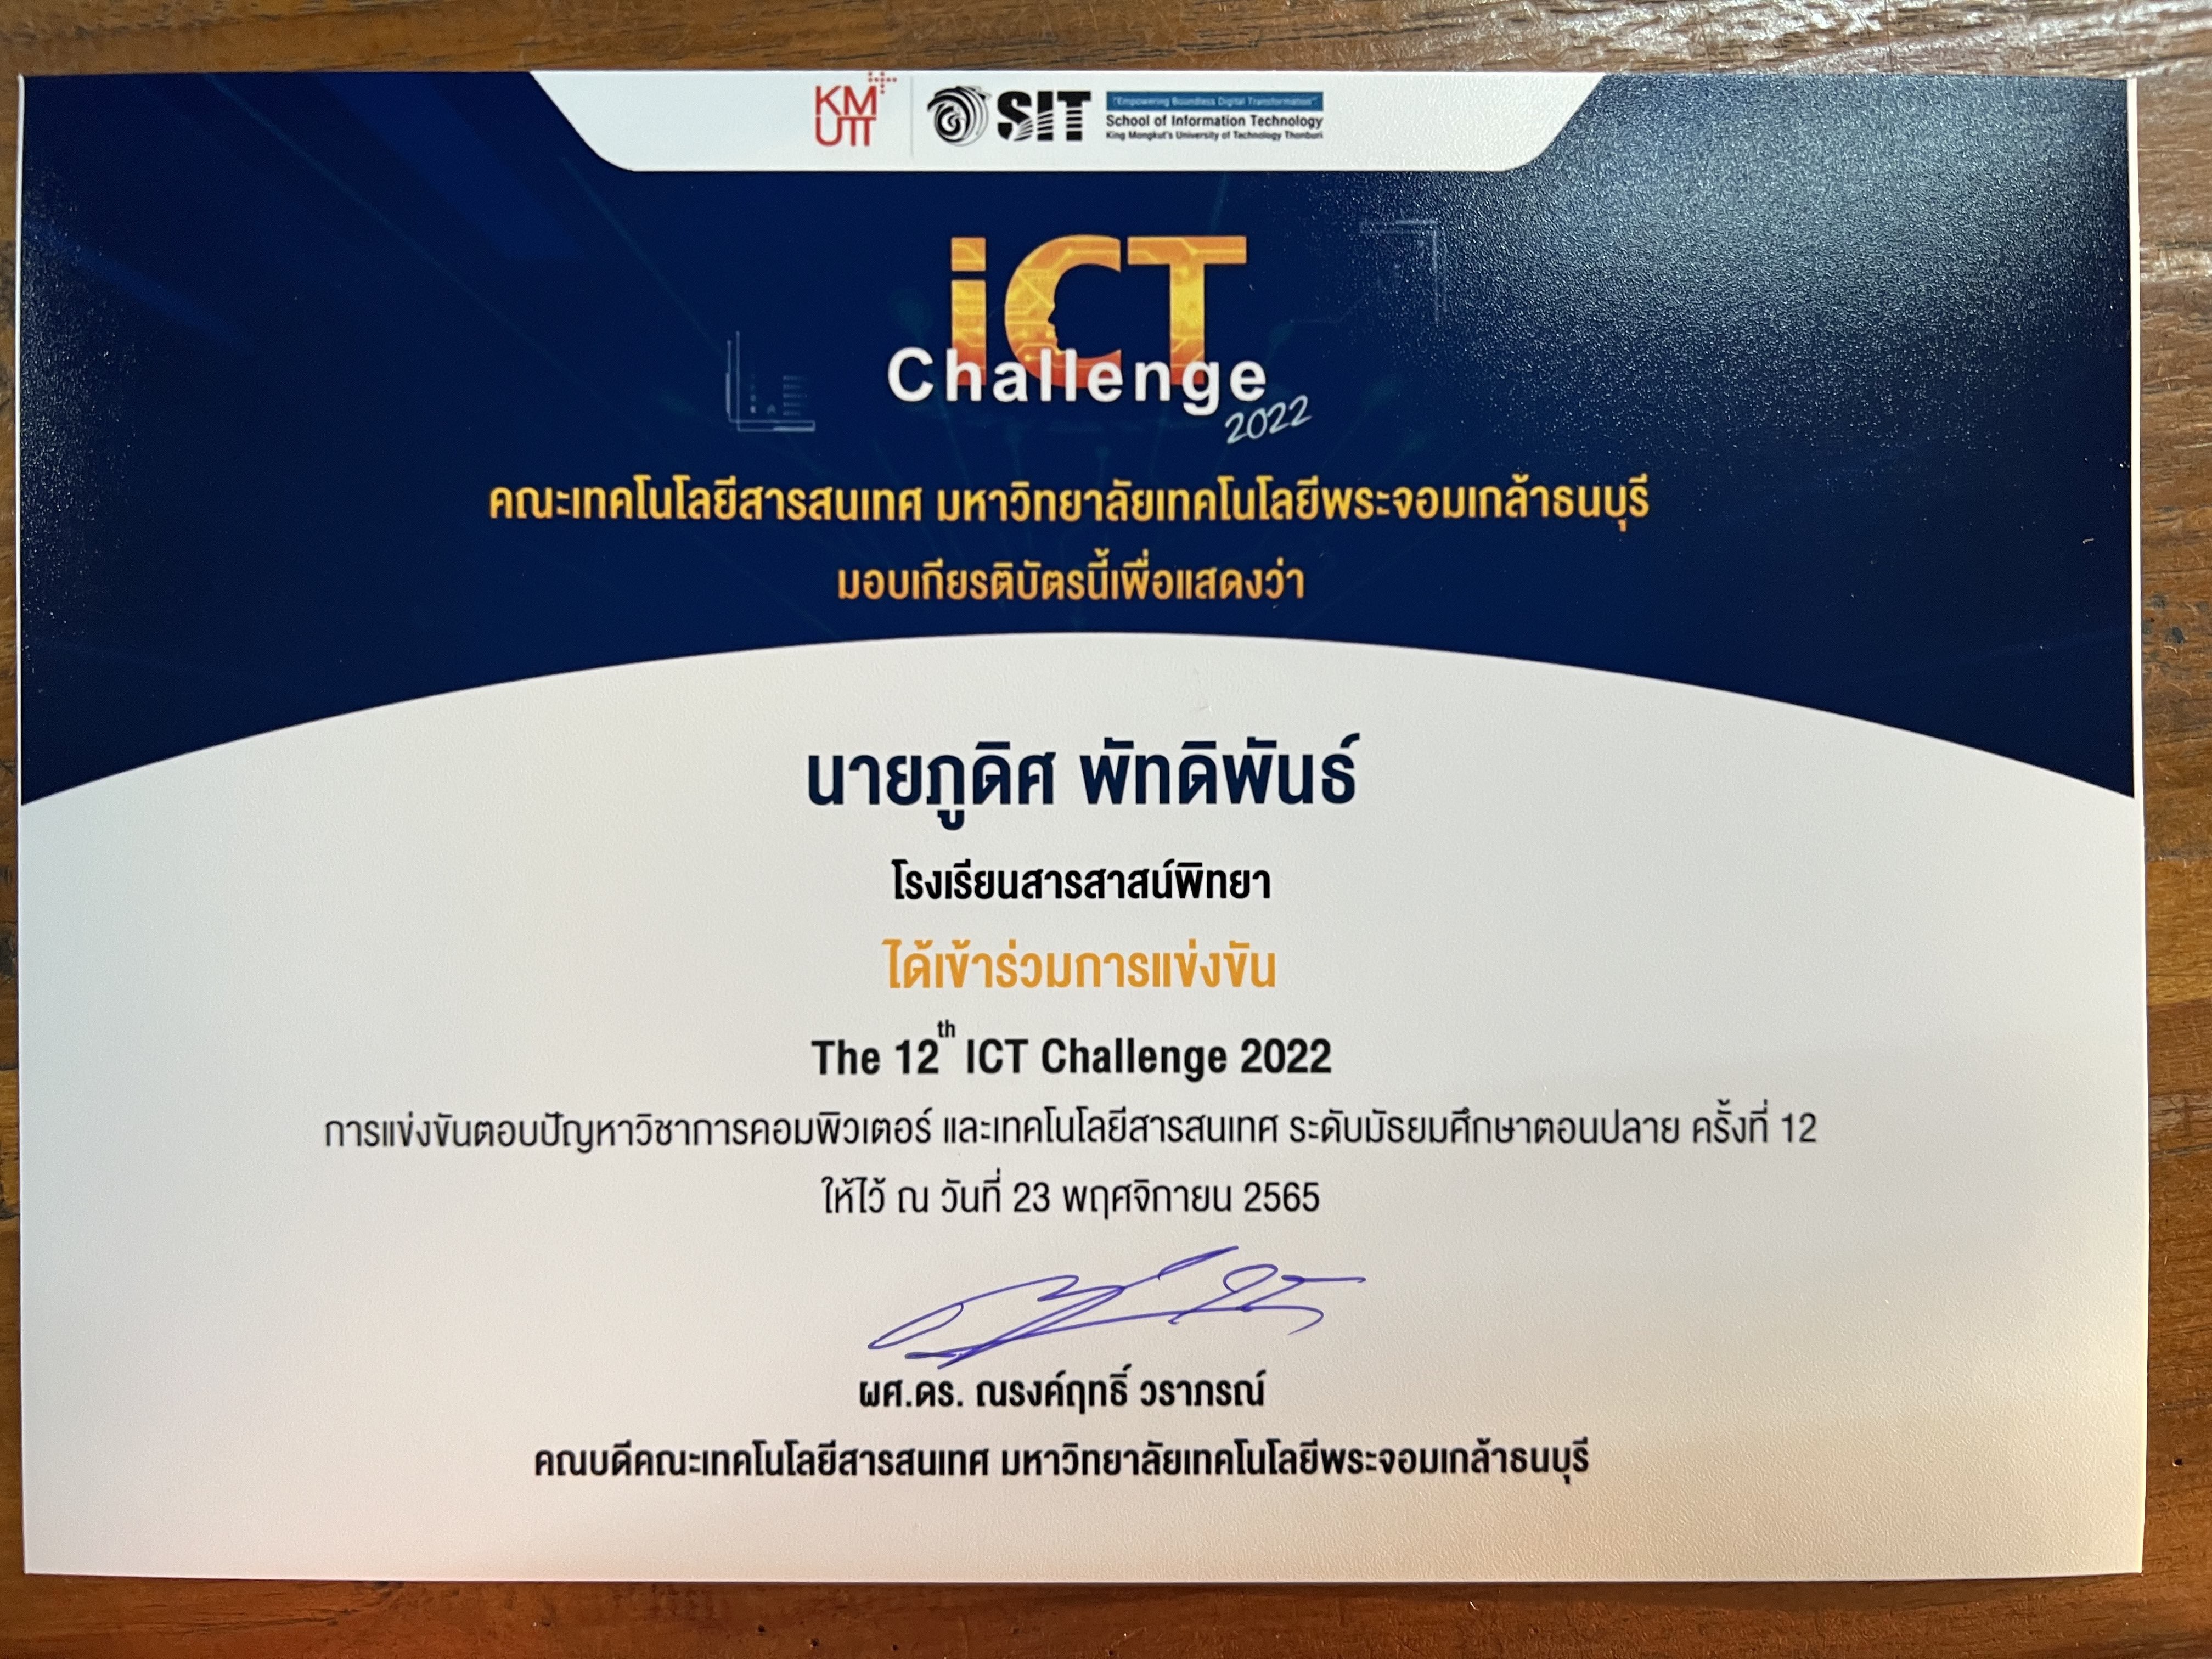 KMUTT
SIT
"Empowering Boundless Digital Transformation"
School of Information Technology
King Mongkut's University of Technology Thonburi
iCT
Challenge
2022
คณะเทคโนโลยีสารสนเทศ มหาวิทยาลัยเทคโนโลยีพระจอมเกล้าธนบุรี
มอบเกียรติบัตรนี้เพื่อแสดงว่า
นายภูดิศ พัทดิพันธ์
โรงเรียนสารสาสน์พิทยา
ได้เข้าร่วมการแข่งขัน
The 12th ICT Challenge 2022
การแข่งขันตอบปัญหาวิชาการคอมพิวเตอร์ และเทคโนโลยีสารสนเทศ ระดับมัธยมศึกษาตอนปลาย ครั้งที่ 12
ให้ไว้ ณ วันที่ 23 พฤศจิกายน 2565
ผศ.ดร. ณรงค์ฤทธิ์ วราภรณ์
คณบดีคณะเทคโนโลยีสารสนเทศ มหาวิทยาลัยเทคโนโลยีพระจอมเกล้าธนบุรี